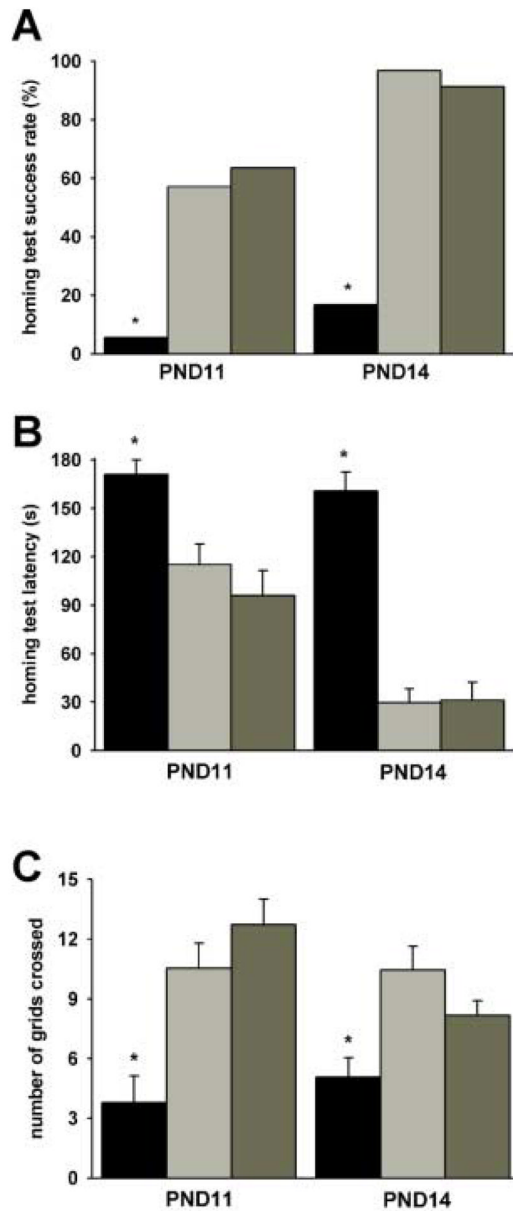 A
homing test success rate (%)
100
80
60
40
20
0
*
*
PND11 PND14
B
homing test latency (s)
180
150
120
90
60
30
0
*
*
PND11 PND14
C
number of grids crossed
15
12
9
6
3
0
*
*
PND11 PND14